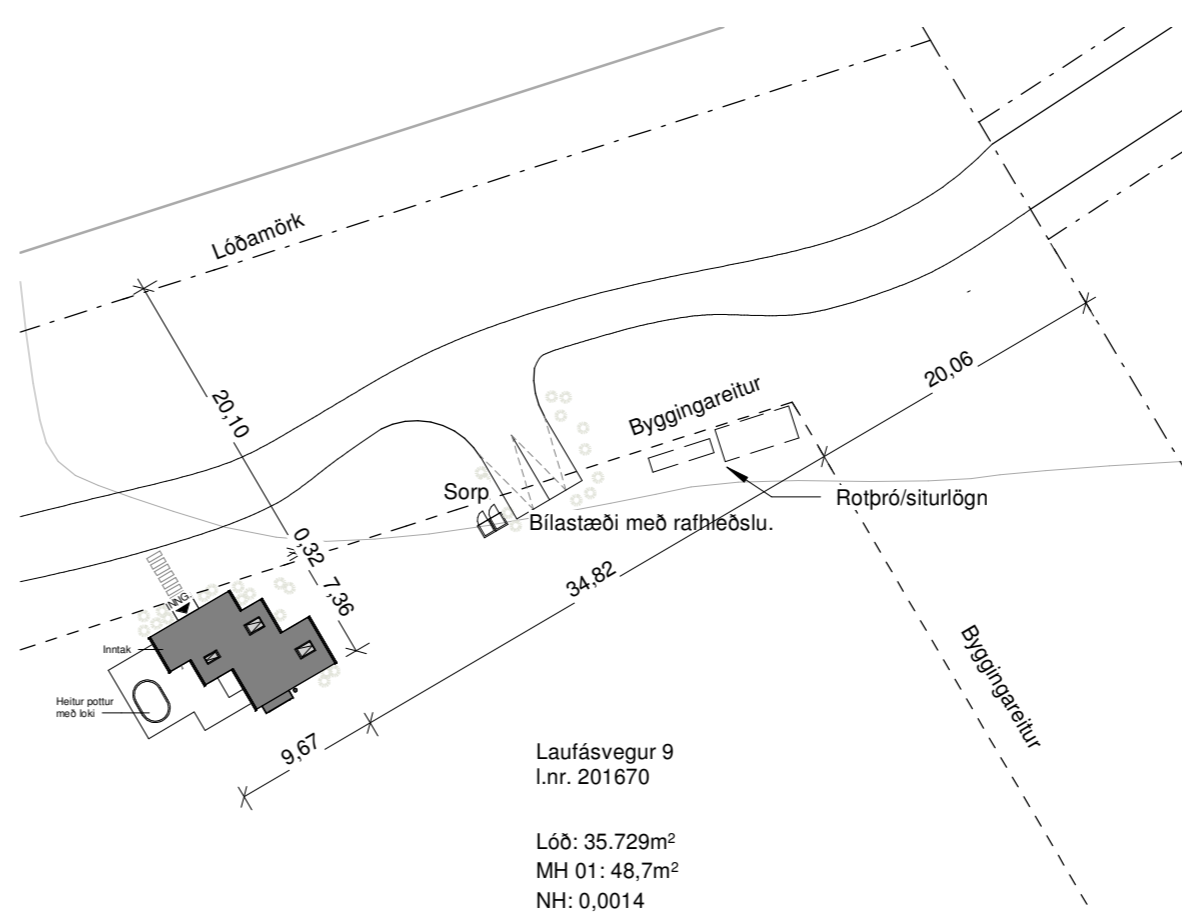 Lóðamörk
20,10
20,06
Byggingareitur
Sorp
Rotþró/siturlögn
Bílastæði með rafhleðslu.
0,32
7,36
34,82
INNG.
Inntak
Heitur pottur
með loki
Byggingareitur
9,67
Laufásvegur 9
l.nr. 201670
Lóð: 35.729m²
MH 01: 48,7m²
NH: 0,0014